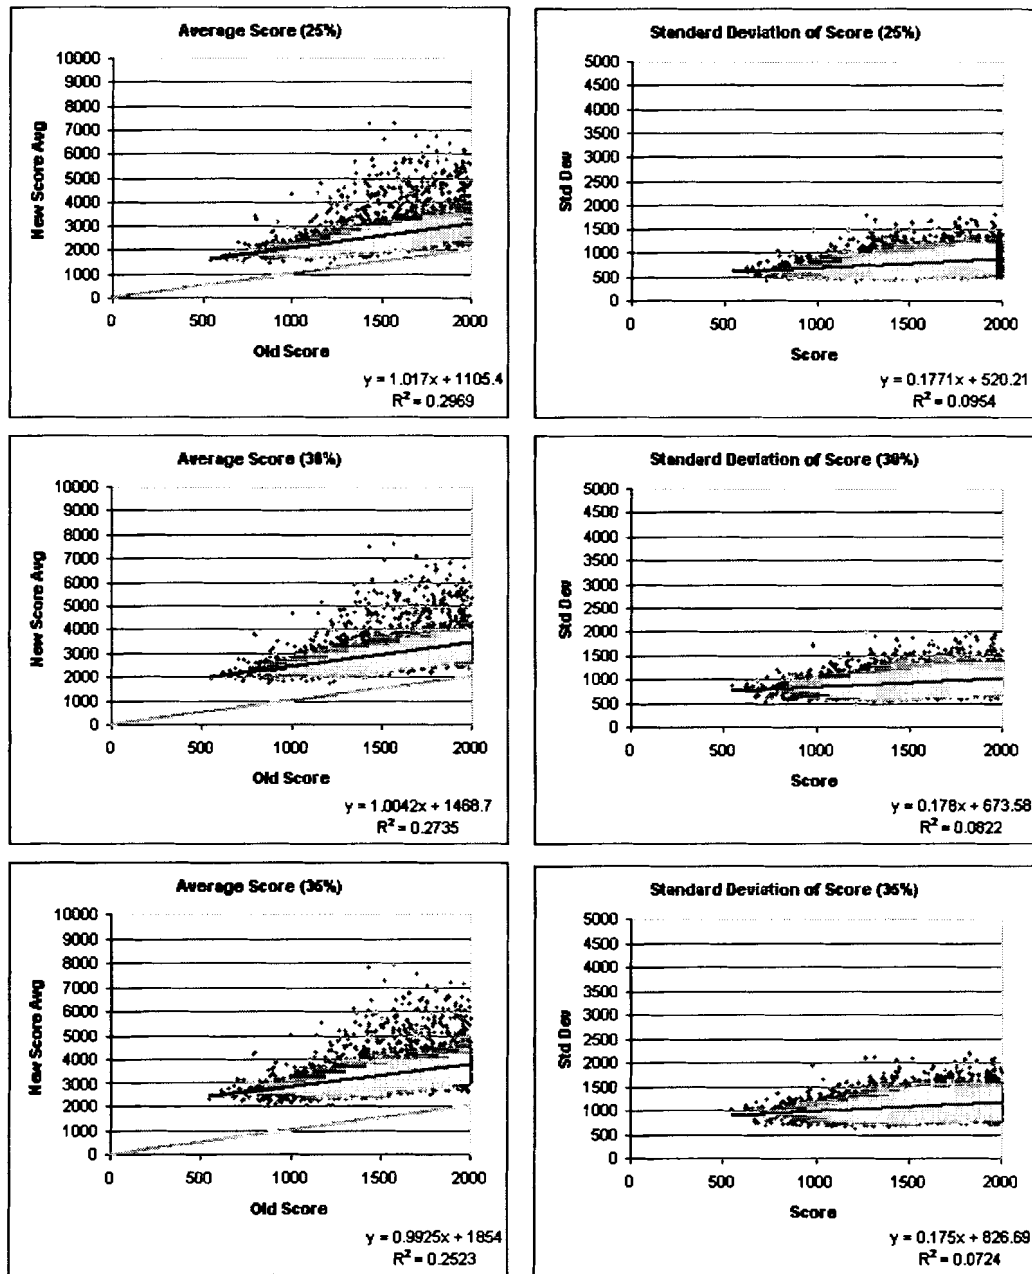 Average Score (25%)
10000
9000
8000
7000
6000
5000
4000
3000
2000
1000
0
New Score Avg
0 500 1000 1500 2000
Old Score
y = 1.017x + 1105.4
R² = 0.2969
Standard Deviation of Score (25%)
5000
4500
4000
3500
3000
2500
2000
1500
1000
500
0
Std Dev
0 500 1000 1500 2000
Score
y = 0.1771x + 520.21
R² = 0.0954
Average Score (30%)
10000
9000
8000
7000
6000
5000
4000
3000
2000
1000
0
New Score Avg
0 500 1000 1500 2000
Old Score
y = 1.0042x + 1468.7
R² = 0.2735
Standard Deviation of Score (30%)
5000
4500
4000
3500
3000
2500
2000
1500
1000
500
0
Std Dev
0 500 1000 1500 2000
Score
y = 0.178x + 673.58
R² = 0.0822
Average Score (35%)
10000
9000
8000
7000
6000
5000
4000
3000
2000
1000
0
New Score Avg
0 500 1000 1500 2000
Old Score
y = 0.9925x + 1854
R² = 0.2523
Standard Deviation of Score (35%)
5000
4500
4000
3500
3000
2500
2000
1500
1000
500
0
Std Dev
0 500 1000 1500 2000
Score
y = 0.175x + 826.69
R² = 0.0724